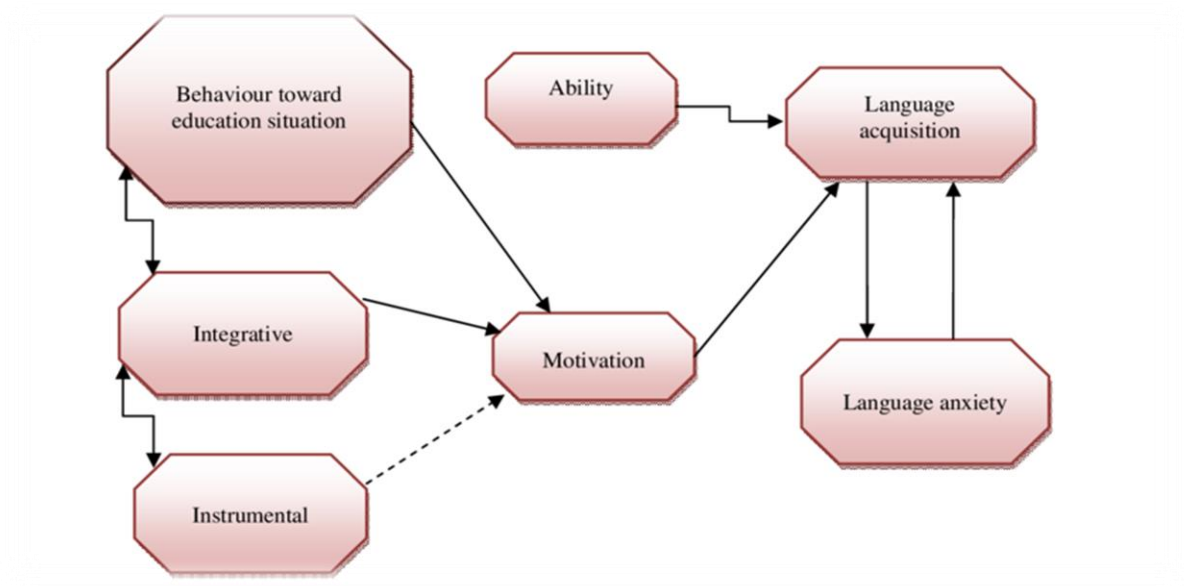 Behaviour toward
education situation
Ability
Language
acquisition
Integrative
Motivation
Language anxiety
Instrumental